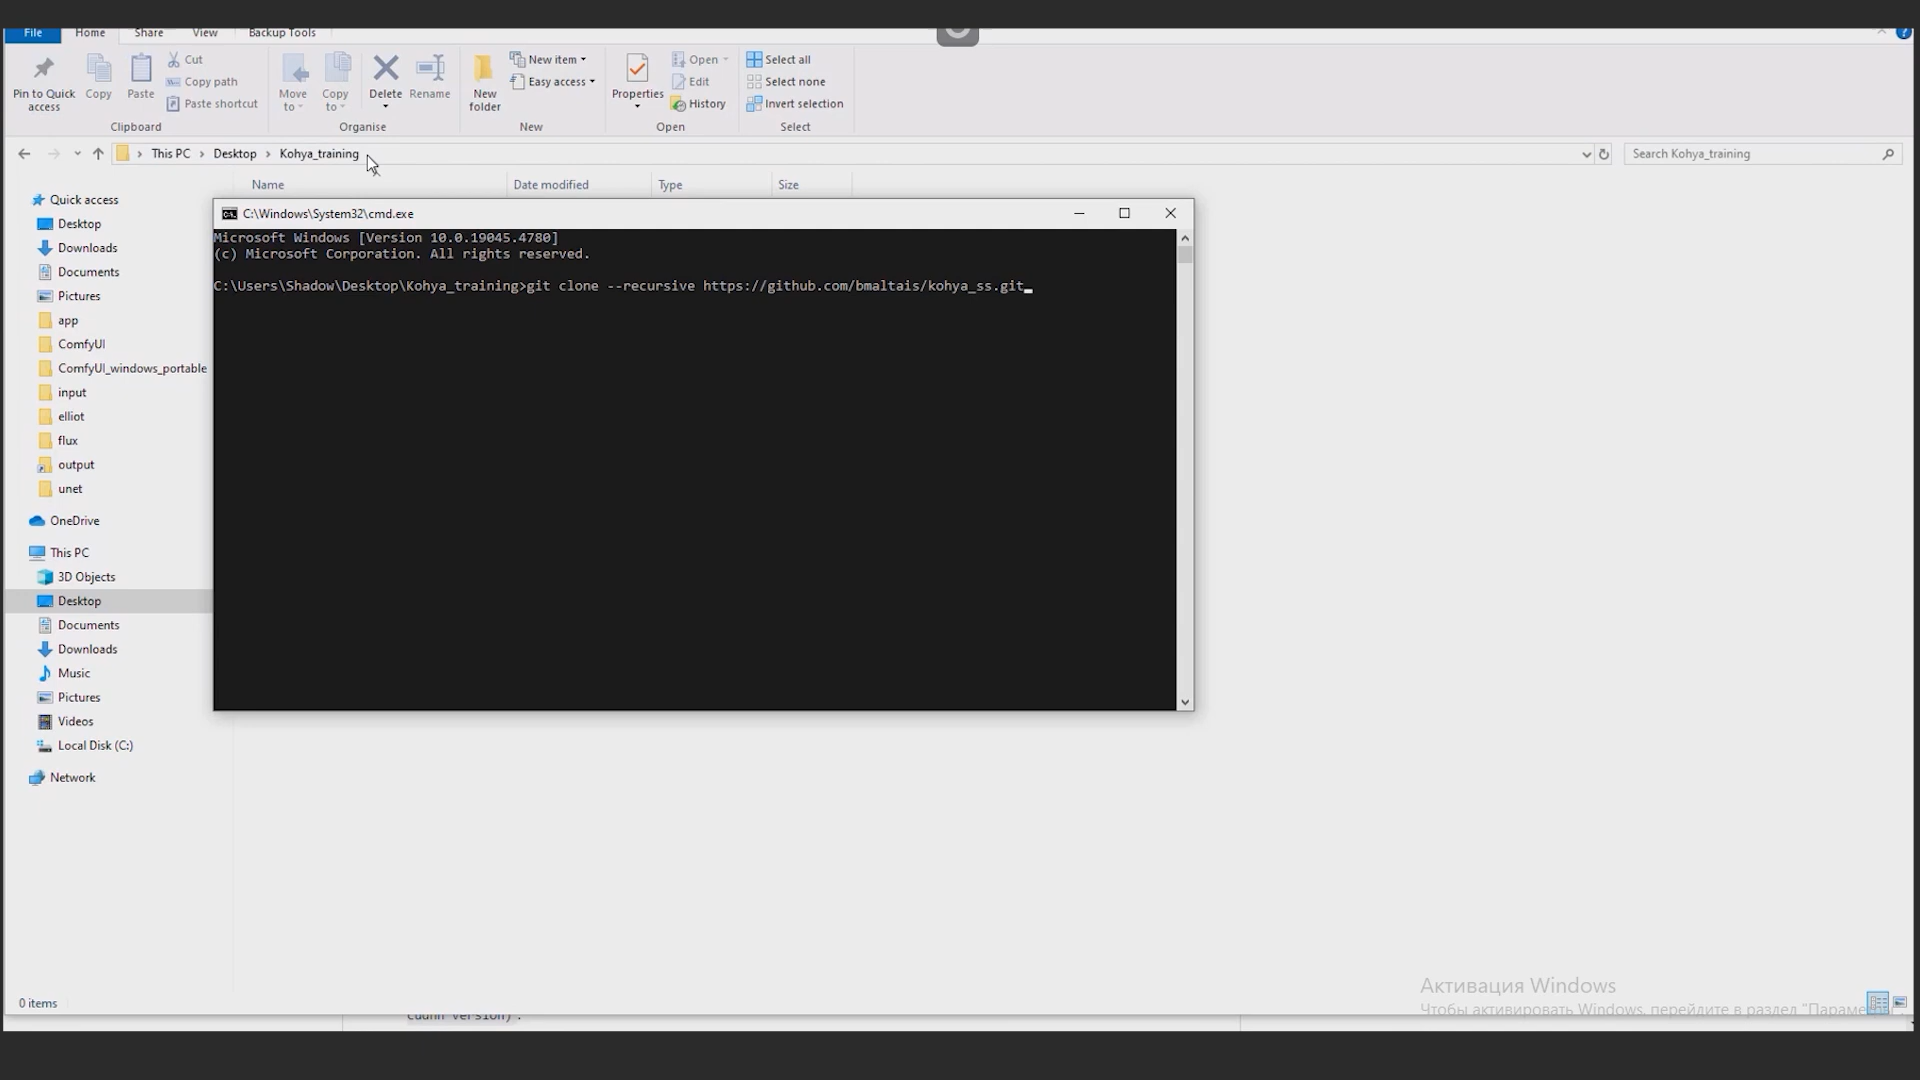 File Home Share View Backup Tools
Pin to Quick access
Copy
Paste
Cut
Copy path
Paste shortcut
Clipboard
Move to
Copy to
Delete
Rename
Organise
New folder
New item
Easy access
New
Properties
Open
Edit
History
Open
Select all
Select none
Invert selection
Select
This PC › Desktop › Kohya_training
Search Kohya_training
Name Date modified Type Size
Quick access
Desktop
Downloads
Documents
Pictures
app
ComfyUI
ComfyUI_windows_portable
input
elliot
flux
output
unet
OneDrive
This PC
3D Objects
Desktop
Documents
Downloads
Music
Pictures
Videos
Local Disk (C:)
Network
C:\Windows\System32\cmd.exe
Microsoft Windows [Version 10.0.19045.4780]
(c) Microsoft Corporation. All rights reserved.
C:\Users\Shadow\Desktop\Kohya_training>git clone --recursive https://github.com/bmaltais/kohya_ss.git
0 items
Активация Windows
Чтобы активировать Windows, перейдите в раздел "Параме
cudnn version).